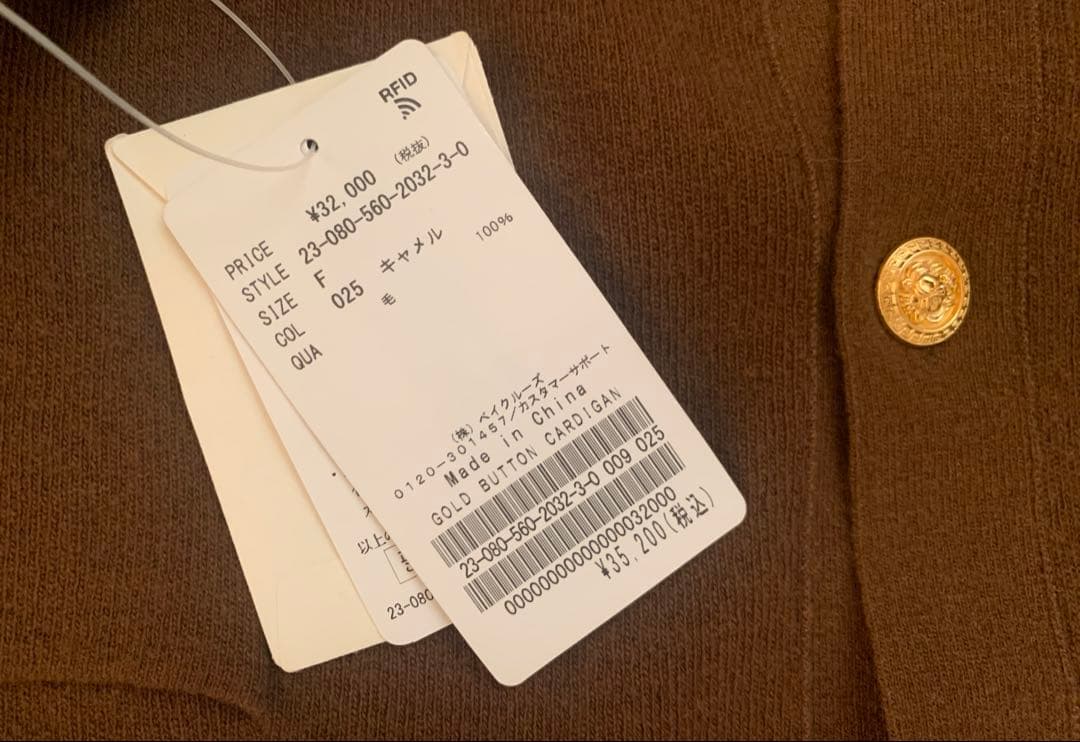 RFID
PRICE ¥32,000 (税抜)
STYLE 23-080-560-2032-3-0
SIZE F
COL 025 キャメル
QUA 毛 100%
(株) ベイクルーズ
0120-301457/カスタマーサポート
Made in China
GOLD BUTTON CARDIGAN
23-080-560-2032-3-0 009 025
0000000000000032000
¥35,200(税込)
以上の
23-080